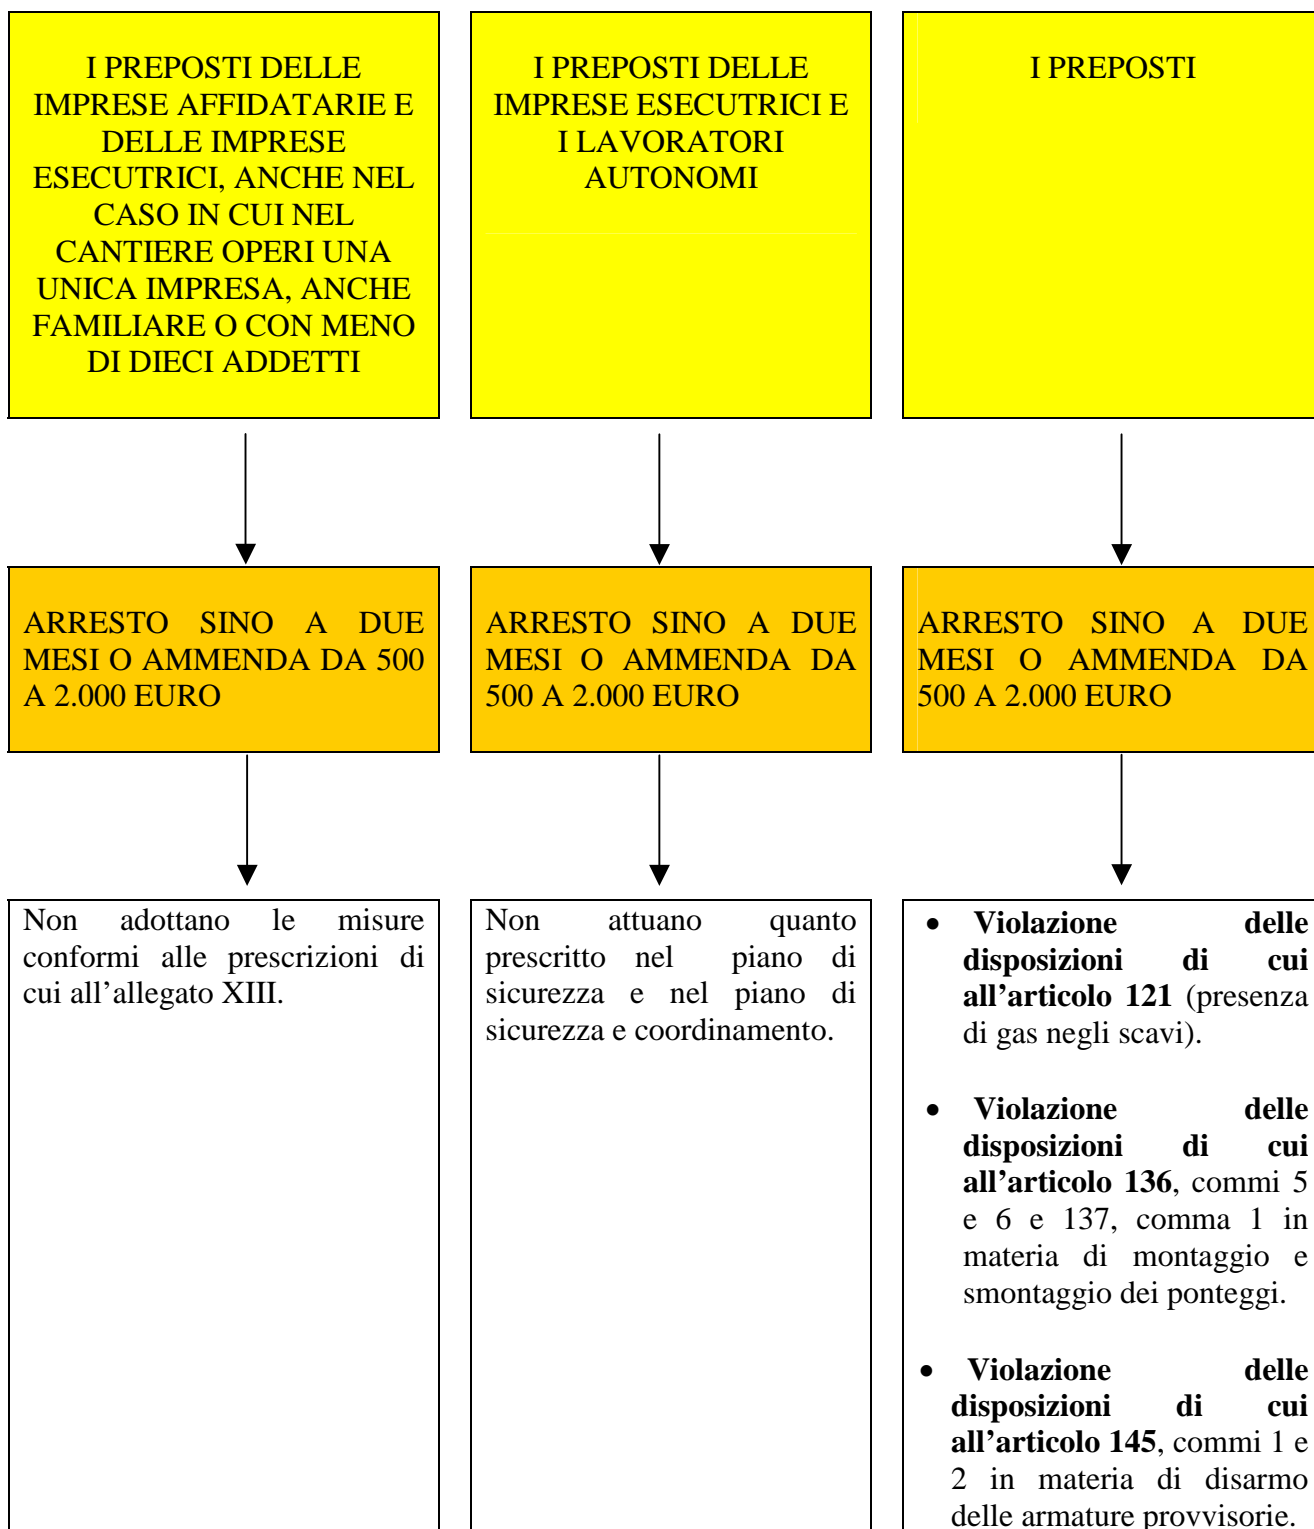 I PREPOSTI DELLE
IMPRESE AFFIDATARIE E
DELLE IMPRESE
ESECUTRICI, ANCHE NEL
CASO IN CUI NEL
CANTIERE OPERI UNA
UNICA IMPRESA, ANCHE
FAMILIARE O CON MENO
DI DIECI ADDETTI
I PREPOSTI DELLE
IMPRESE ESECUTRICI E
I LAVORATORI
AUTONOMI
I PREPOSTI
ARRESTO SINO A DUE
MESI O AMMENDA DA 500
A 2.000 EURO
ARRESTO SINO A DUE
MESI O AMMENDA DA
500 A 2.000 EURO
ARRESTO SINO A DUE
MESI O AMMENDA DA
500 A 2.000 EURO
Non adottano le misure
conformi alle prescrizioni di
cui all’allegato XIII.
Non attuano quanto
prescritto nel piano di
sicurezza e nel piano di
sicurezza e coordinamento.
• Violazione delle
disposizioni di cui
all’articolo 121 (presenza
di gas negli scavi).
• Violazione delle
disposizioni di cui
all’articolo 136, commi 5
e 6 e 137, comma 1 in
materia di montaggio e
smontaggio dei ponteggi.
• Violazione delle
disposizioni di cui
all’articolo 145, commi 1 e
2 in materia di disarmo
delle armature provvisorie.